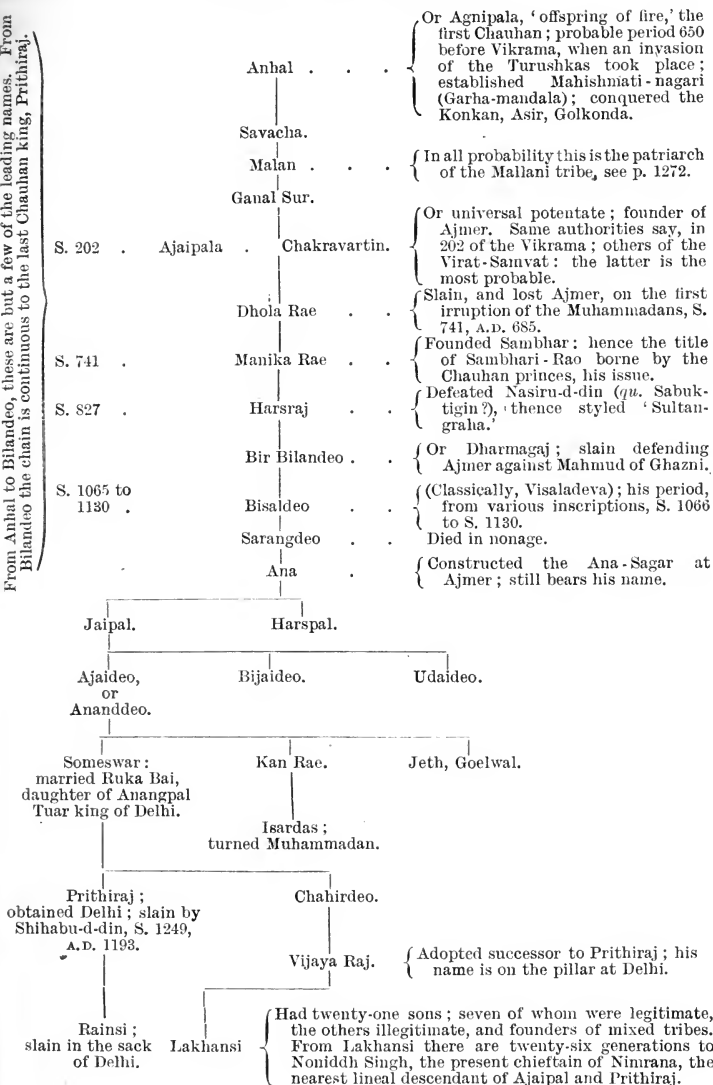 From Anhal to Bilandeo, these are but a few of the leading names. From
Bilandeo the chain is continuous to the last Chauhan king, Prithiraj.
Or Agnipala, ‘ offspring of fire,’ the
first Chauhan ; probable period 650
before Vikrama, when an invasion
of the Turushkas took place ;
established Mahishmati-nagari
(Garha-mandala) ; conquered the
Konkan, Asir, Golkonda.
Anhal . . .
Savacha.
Malan . . .
In all probability this is the patriarch
of the Mallani tribe, see p. 1272.
Ganal Sur.
S. 202 . Ajaipala . Chakravartin.
Or universal potentate ; founder of
Ajmer. Same authorities say, in
202 of the Vikrama ; others of the
Virat-Samvat : the latter is the
most probable.
Dhola Rae . .
Slain, and lost Ajmer, on the first
irruption of the Muhammadans, S.
741, A.D. 685.
S. 741 . Manika Rae . .
Founded Sambhar : hence the title
of Sambhari-Rao borne by the
Chauhan princes, his issue.
S. 827 . Harsraj . .
Defeated Nasiru-d-din (qu. Sabuk-
tigin ?), thence styled ‘ Sultan-
graha.’
Bir Bilandeo . .
Or Dharmagaj ; slain defending
Ajmer against Mahmud of Ghazni.
S. 1065 to
1130 . Bisaldeo . .
(Classically, Visaladeva) ; his period,
from various inscriptions, S. 1066
to S. 1130.
Sarangdeo . . Died in nonage.
Ana .
Constructed the Ana-Sagar at
Ajmer ; still bears his name.
Jaipal. Harspal.
Ajaideo, Bijaideo. Udaideo.
or
Ananddeo.
Someswar : Kan Rae. Jeth, Goelwal.
married Ruka Bai,
daughter of Anangpal
Tuar king of Delhi.
Isardas ;
turned Muhammadan.
Prithiraj ; Chahirdeo.
obtained Delhi ; slain by
Shihabu-d-din, S. 1249,
A.D. 1193.
Vijaya Raj.
Adopted successor to Prithiraj ; his
name is on the pillar at Delhi.
Rainsi ;
slain in the sack
of Delhi.
Lakhansi
Had twenty-one sons ; seven of whom were legitimate,
the others illegitimate, and founders of mixed tribes.
From Lakhansi there are twenty-six generations to
Noniddh Singh, the present chieftain of Nimrana, the
nearest lineal descendant of Ajaipal and Prithiraj.